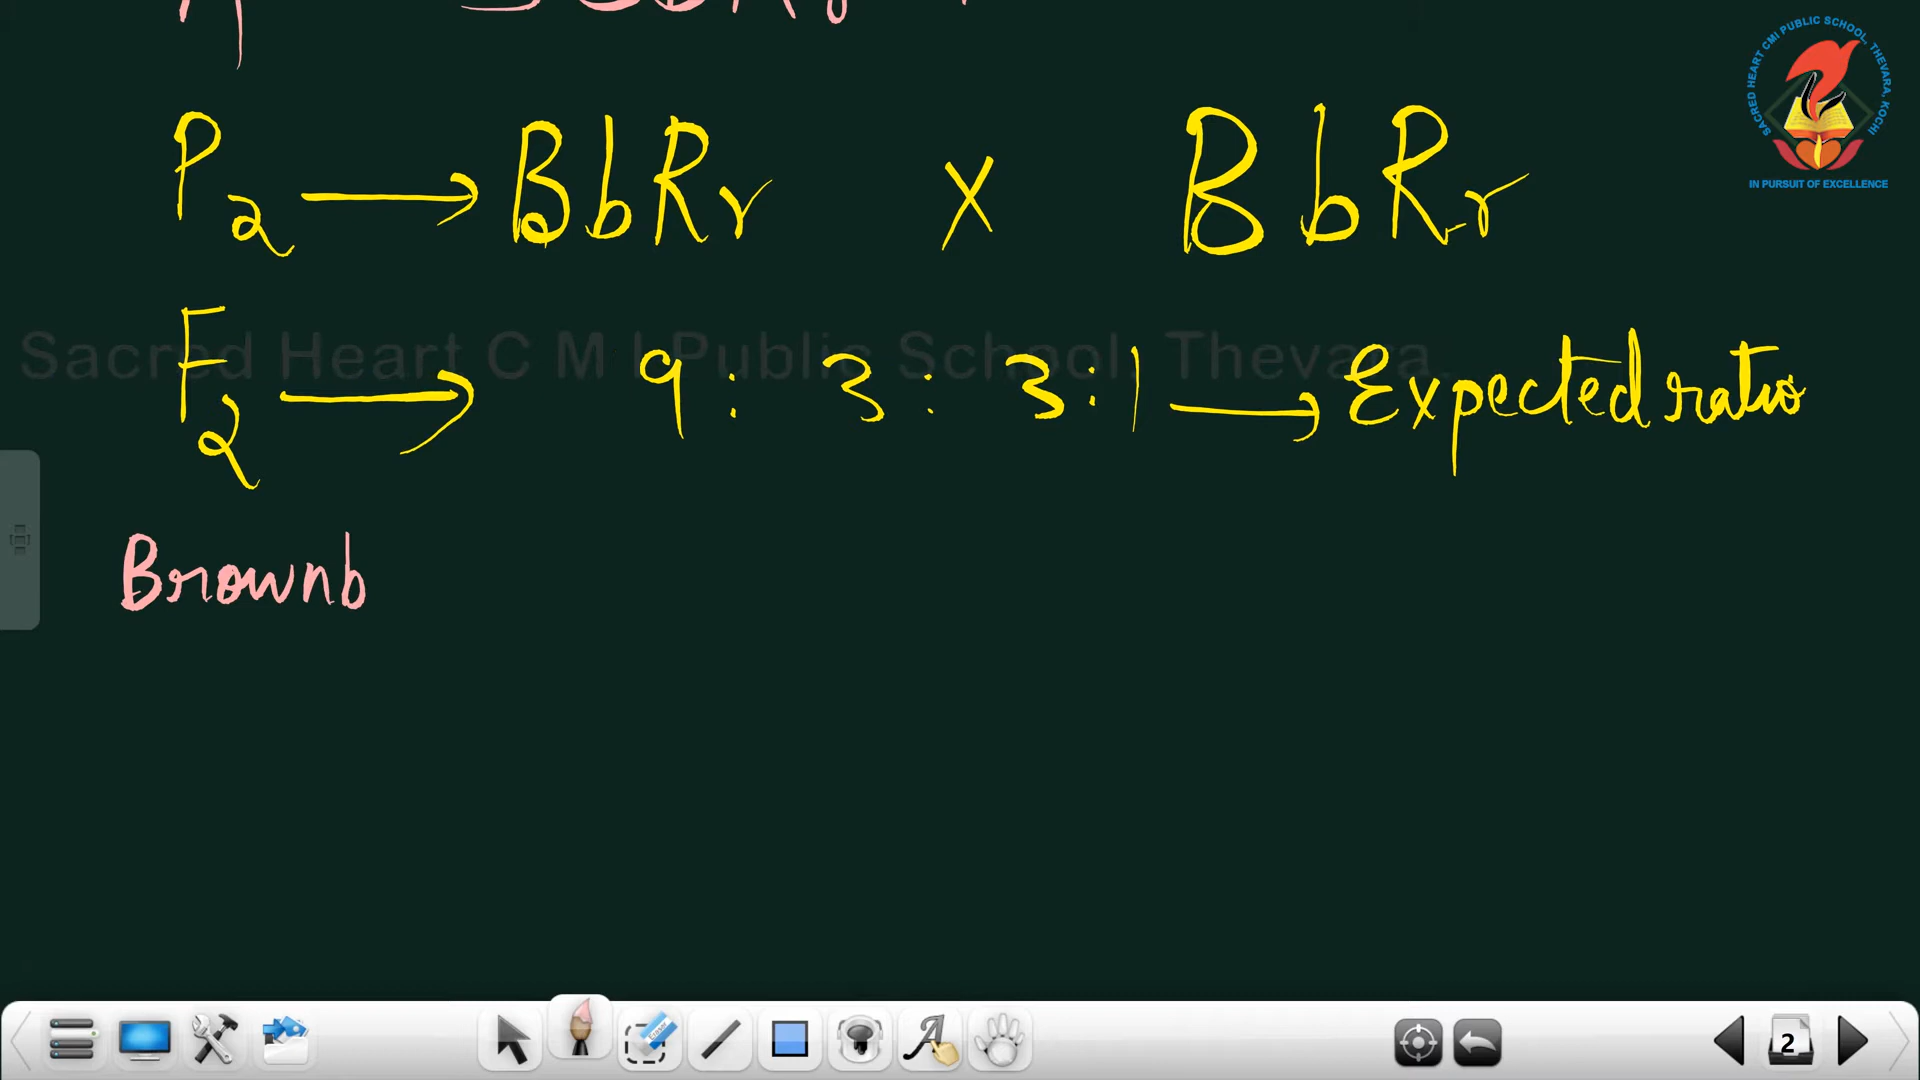 P2 → BbRr x BbRr
F2 → 9 : 3 : 3 : 1 → Expected ratio
Brownb
Sacred Heart C M I Public School, Thevara.
SACRED HEART CMI PUBLIC SCHOOL, THEVARA, KOCHI
IN PURSUIT OF EXCELLENCE
2